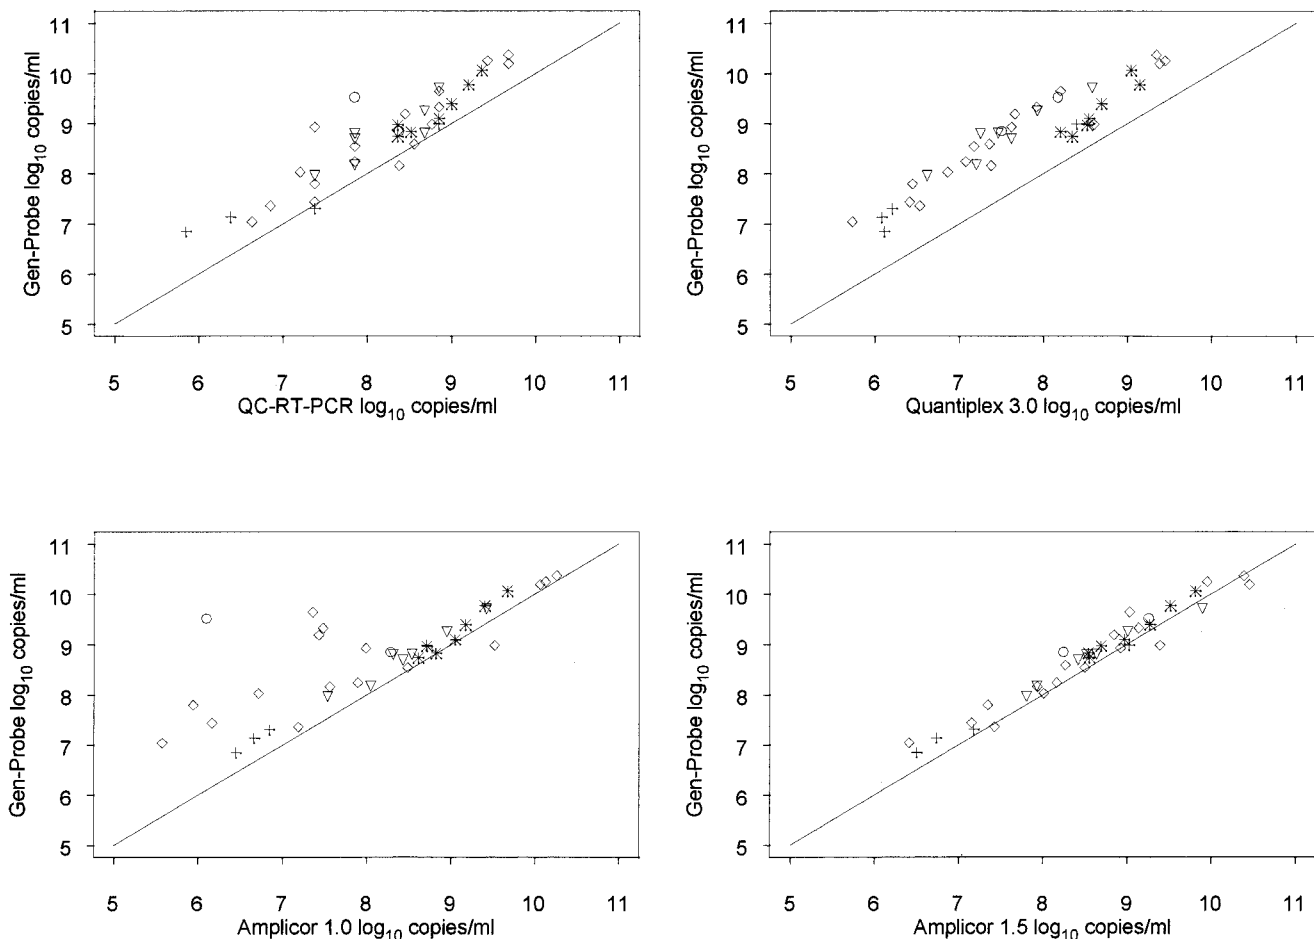 11
10
9
8
7
6
5
Gen-Probe log10 copies/ml
5 6 7 8 9 10 11
QC-RT-PCR log10 copies/ml
11
10
9
8
7
6
5
Gen-Probe log10 copies/ml
5 6 7 8 9 10 11
Quantiplex 3.0 log10 copies/ml
11
10
9
8
7
6
5
Gen-Probe log10 copies/ml
5 6 7 8 9 10 11
Amplicor 1.0 log10 copies/ml
11
10
9
8
7
6
5
Gen-Probe log10 copies/ml
5 6 7 8 9 10 11
Amplicor 1.5 log10 copies/ml